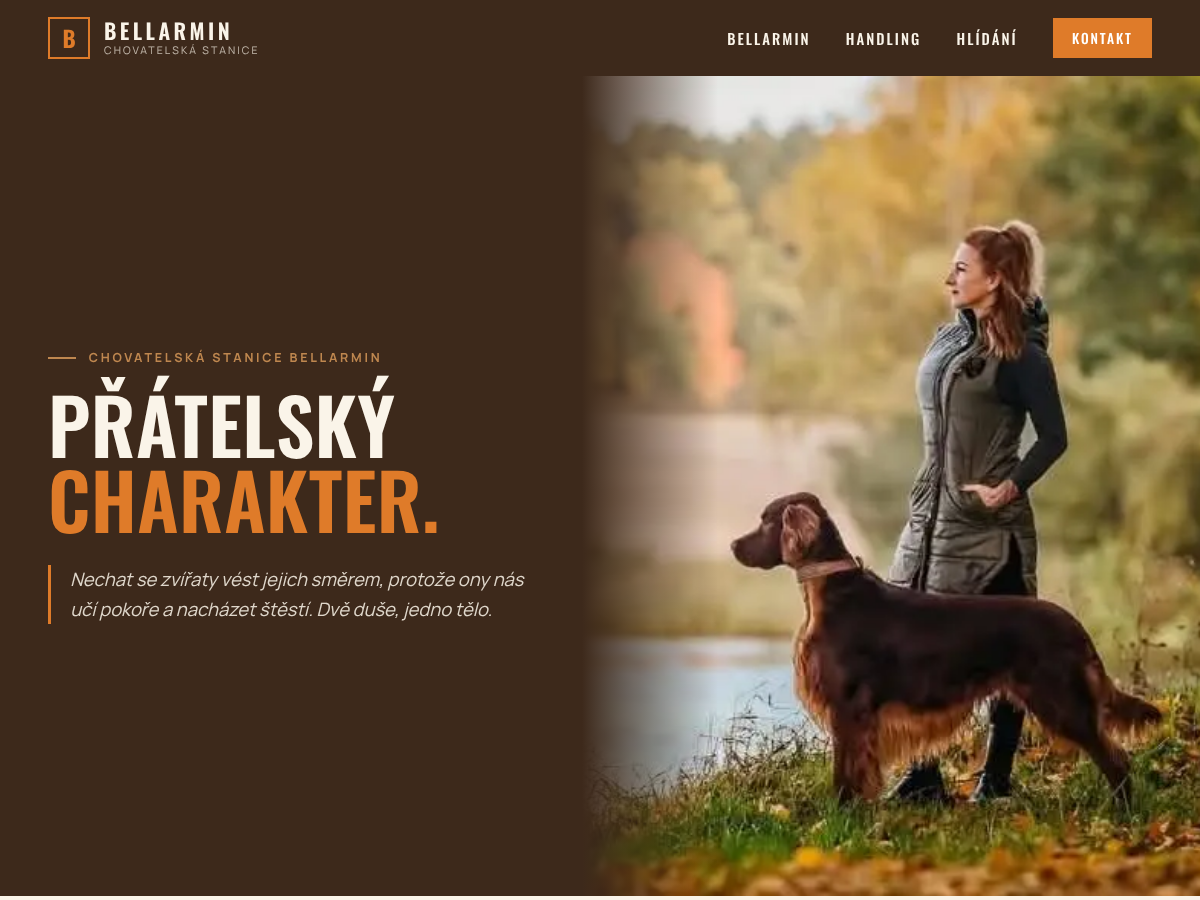 B
BELLARMIN
CHOVATELSKÁ STANICE
BELLARMIN
HANDLING
HLÍDÁNÍ
KONTAKT
CHOVATELSKÁ STANICE BELLARMIN
PŘÁTELSKÝ
CHARAKTER.
Nechat se zvířaty vést jejich směrem, protože ony nás
učí pokoře a nacházet štěstí. Dvě duše, jedno tělo.